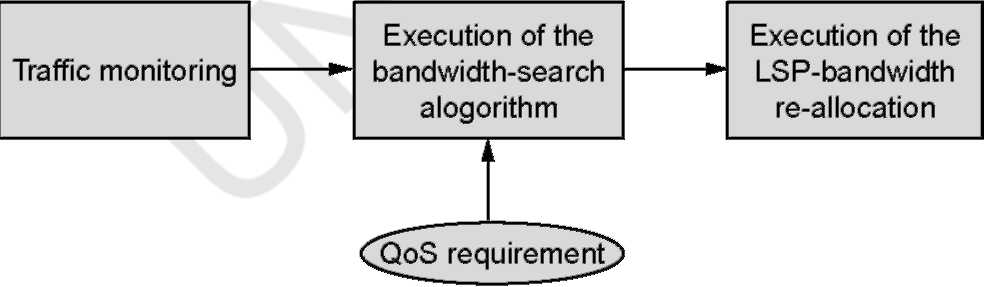 Traffic monitoring
Execution of the
bandwidth-search
alogorithm
Execution of the
LSP-bandwidth
re-allocation
QoS requirement